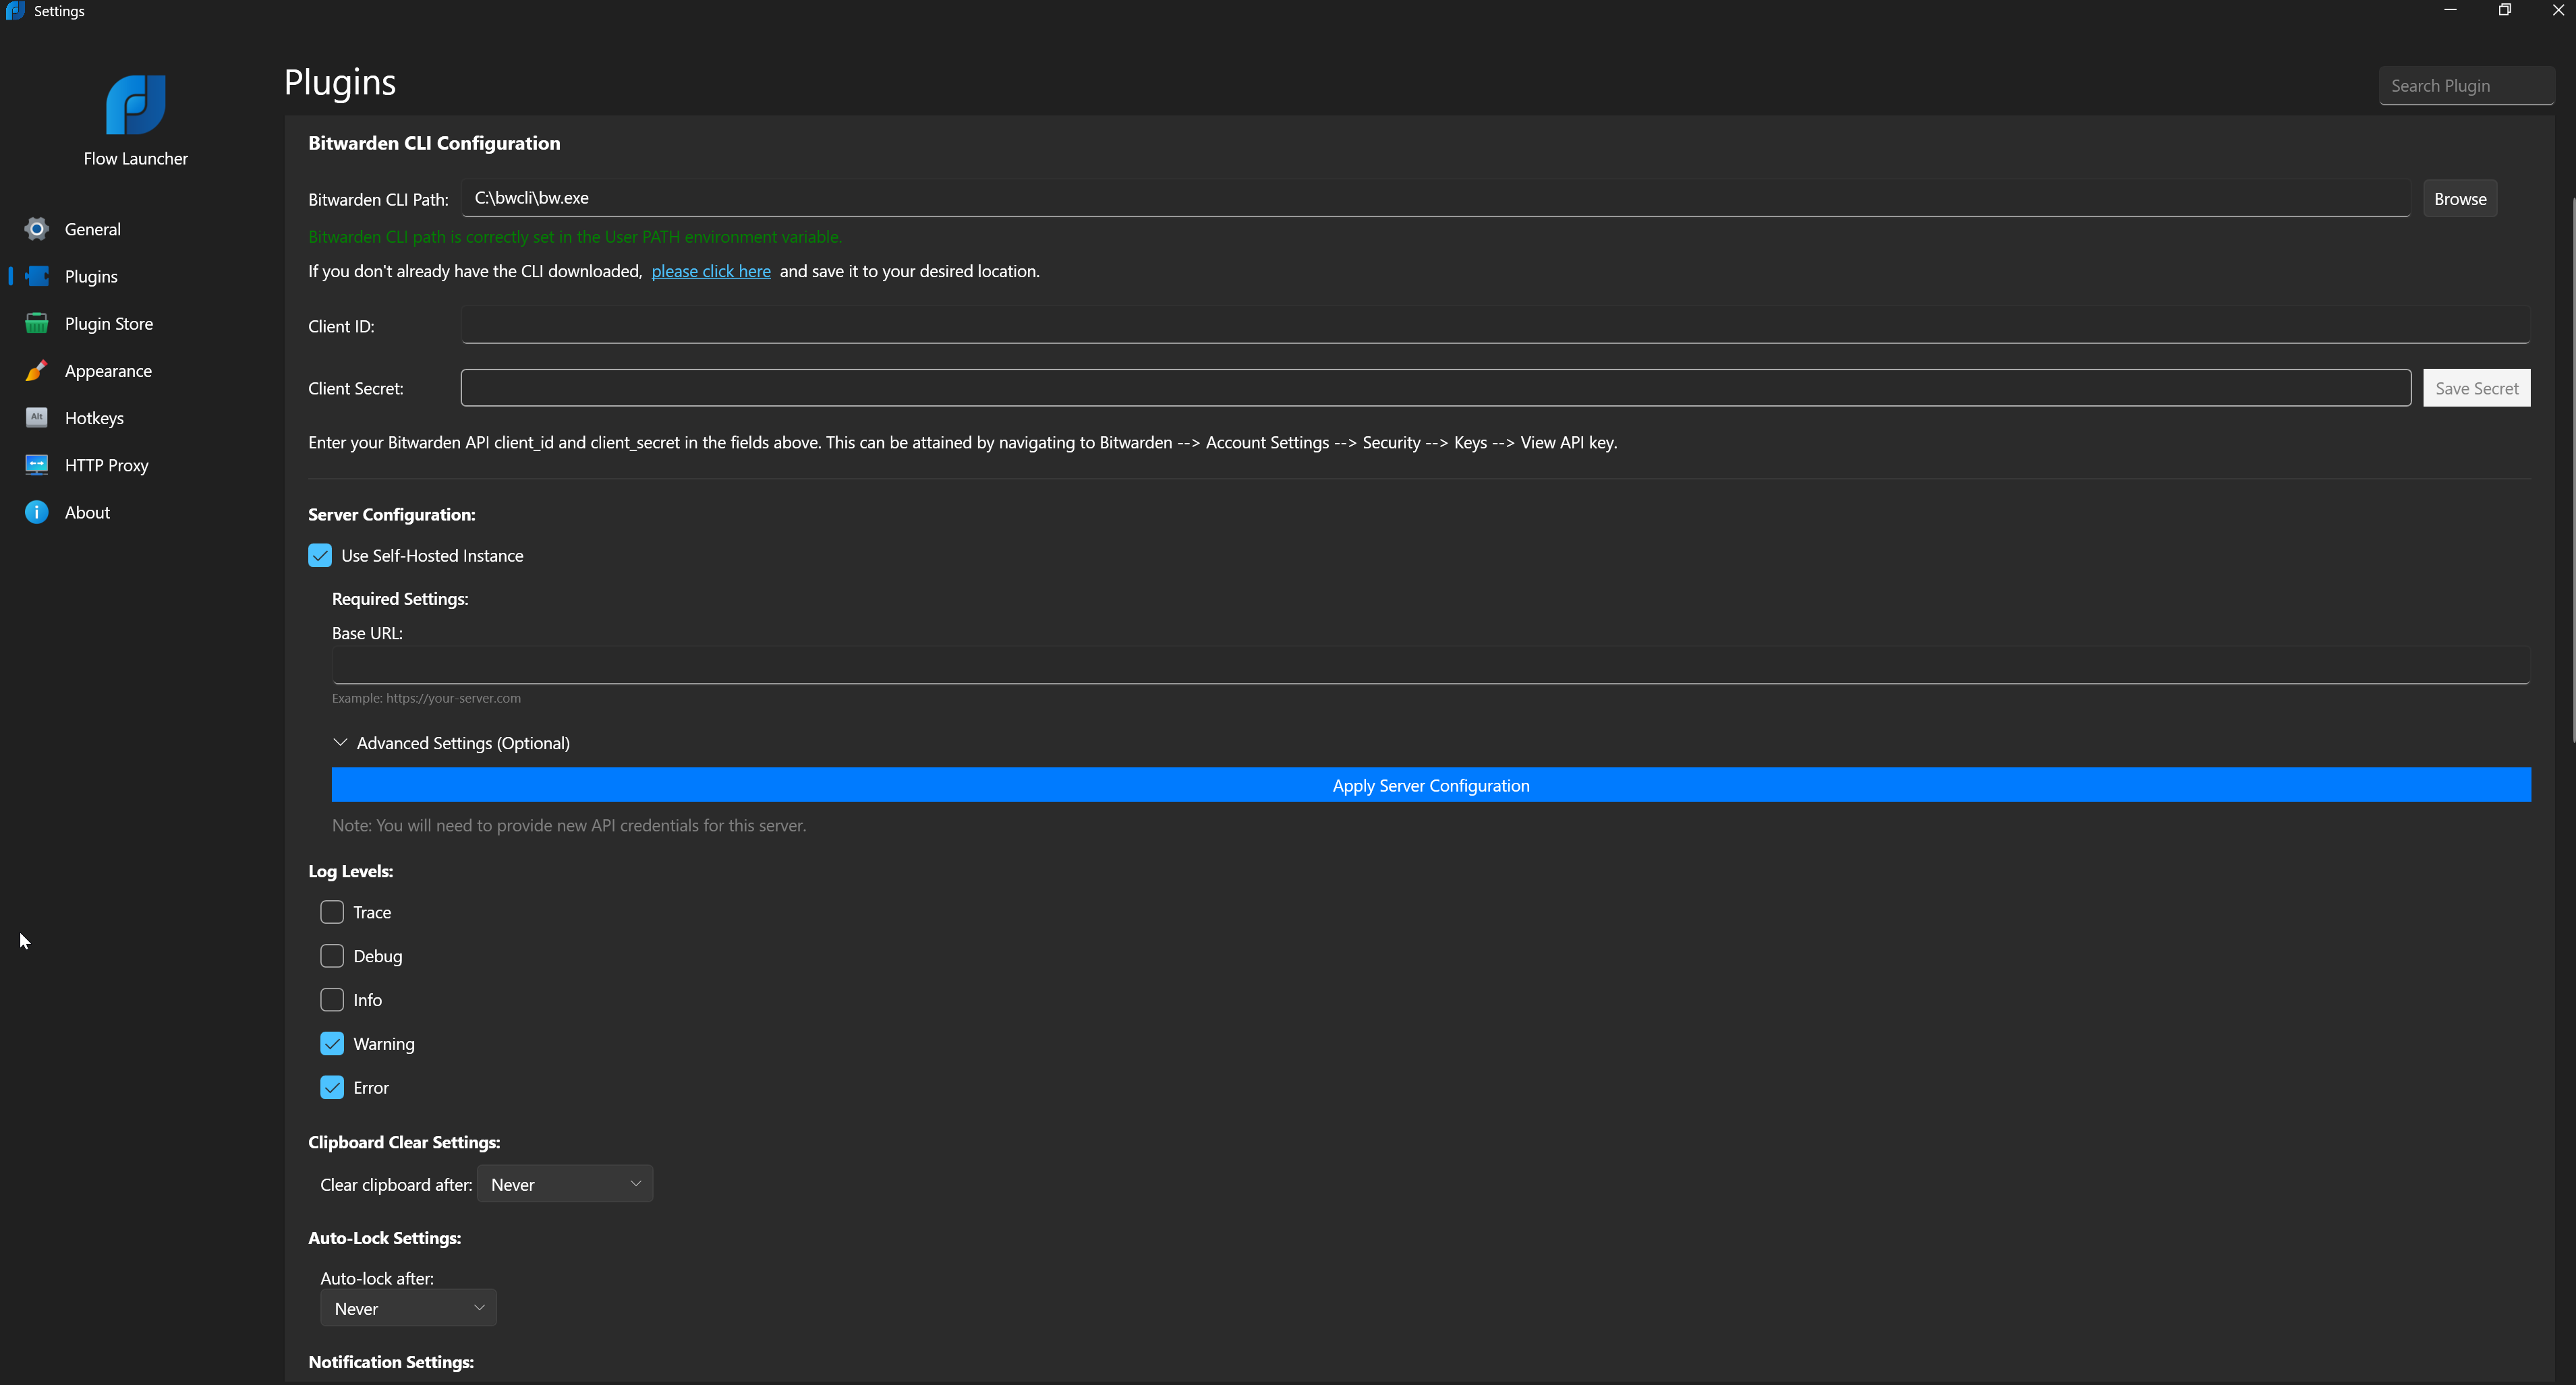 Settings
Flow Launcher
General
Plugins
Plugin Store
Appearance
Alt
Hotkeys
HTTP Proxy
About
Plugins
Search Plugin
Bitwarden CLI Configuration
Bitwarden CLI Path: C:\bwcli\bw.exe Browse
Bitwarden CLI path is correctly set in the User PATH environment variable.
If you don't already have the CLI downloaded, please click here and save it to your desired location.
Client ID:
Client Secret: Save Secret
Enter your Bitwarden API client_id and client_secret in the fields above. This can be attained by navigating to Bitwarden --> Account Settings --> Security --> Keys --> View API key.
Server Configuration:
Use Self-Hosted Instance
Required Settings:
Base URL:
Example: https://your-server.com
Advanced Settings (Optional)
Apply Server Configuration
Note: You will need to provide new API credentials for this server.
Log Levels:
Trace
Debug
Info
Warning
Error
Clipboard Clear Settings:
Clear clipboard after: Never
Auto-Lock Settings:
Auto-lock after:
Never
Notification Settings: